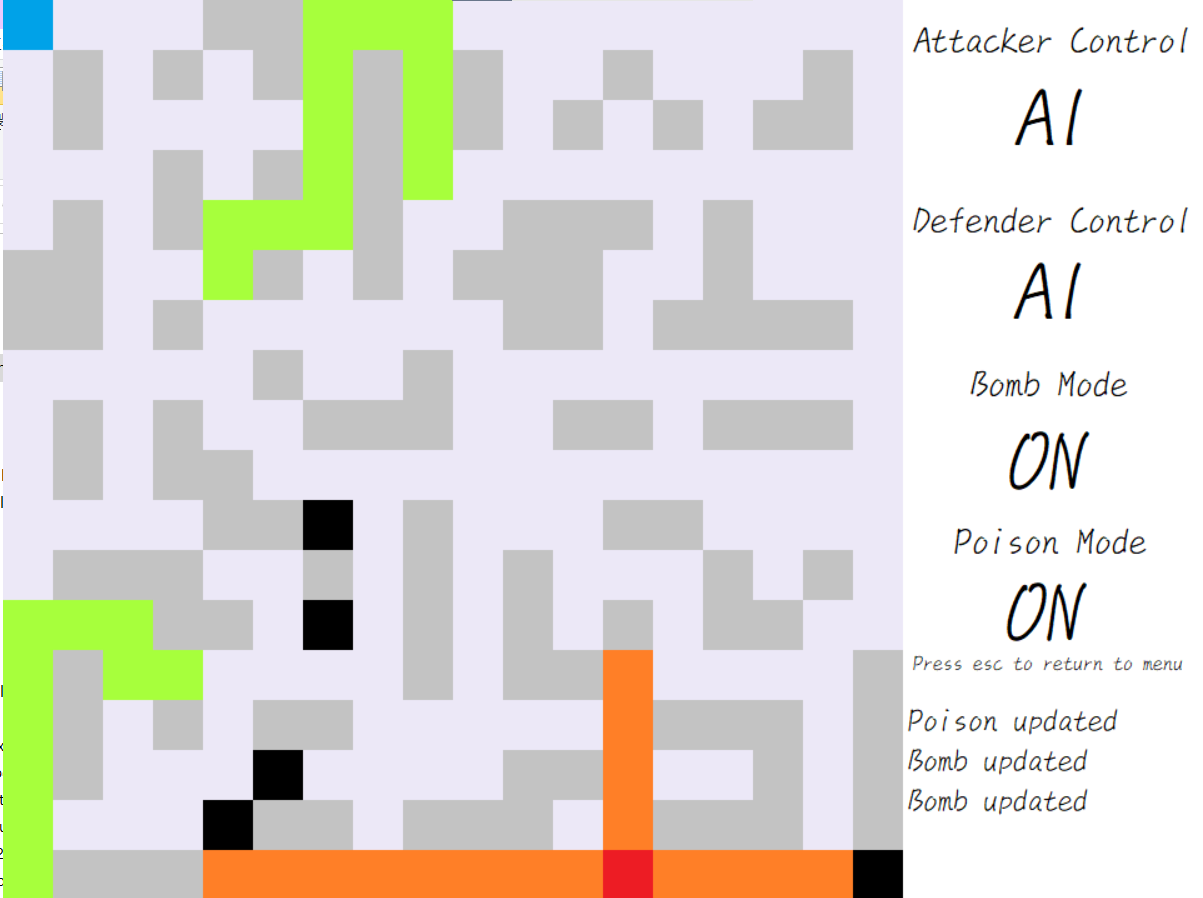 Attacker Control
AI
Defender Control
AI
Bomb Mode
ON
Poison Mode
ON
Press esc to return to menu
Poison updated
Bomb updated
Bomb updated